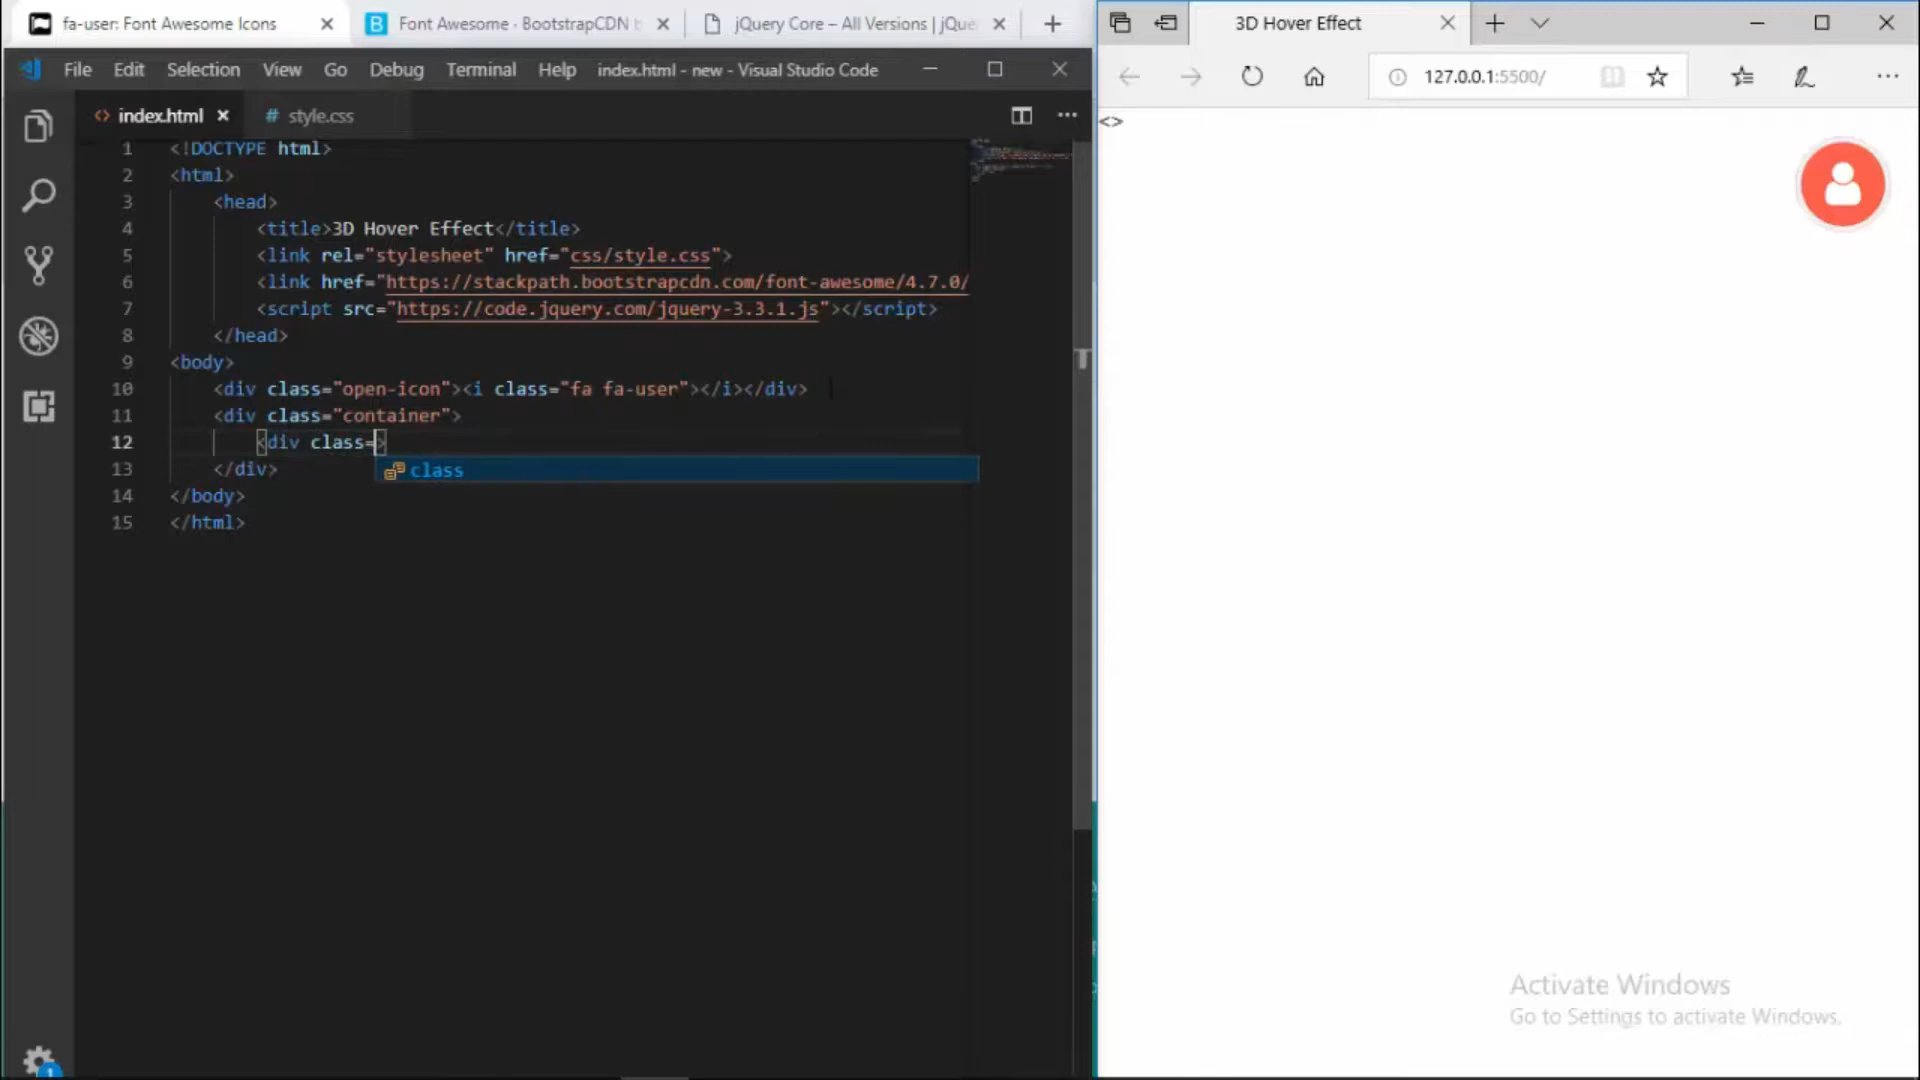 fa-user: Font Awesome Icons
Font Awesome · BootstrapCDN b
jQuery Core – All Versions | jQue
3D Hover Effect
File Edit Selection View Go Debug Terminal Help index.html - new - Visual Studio Code
127.0.0.1:5500/
<> index.html
# style.css
<>
1 <!DOCTYPE html>
2 <html>
3 <head>
4 <title>3D Hover Effect</title>
5 <link rel="stylesheet" href="css/style.css">
6 <link href="https://stackpath.bootstrapcdn.com/font-awesome/4.7.0/
7 <script src="https://code.jquery.com/jquery-3.3.1.js"></script>
8 </head>
9 <body>
10 <div class="open-icon"><i class="fa fa-user"></i></div>
11 <div class="container">
12 <div class=>
class
13 </div>
14 </body>
15 </html>
1
Activate Windows
Go to Settings to activate Windows.